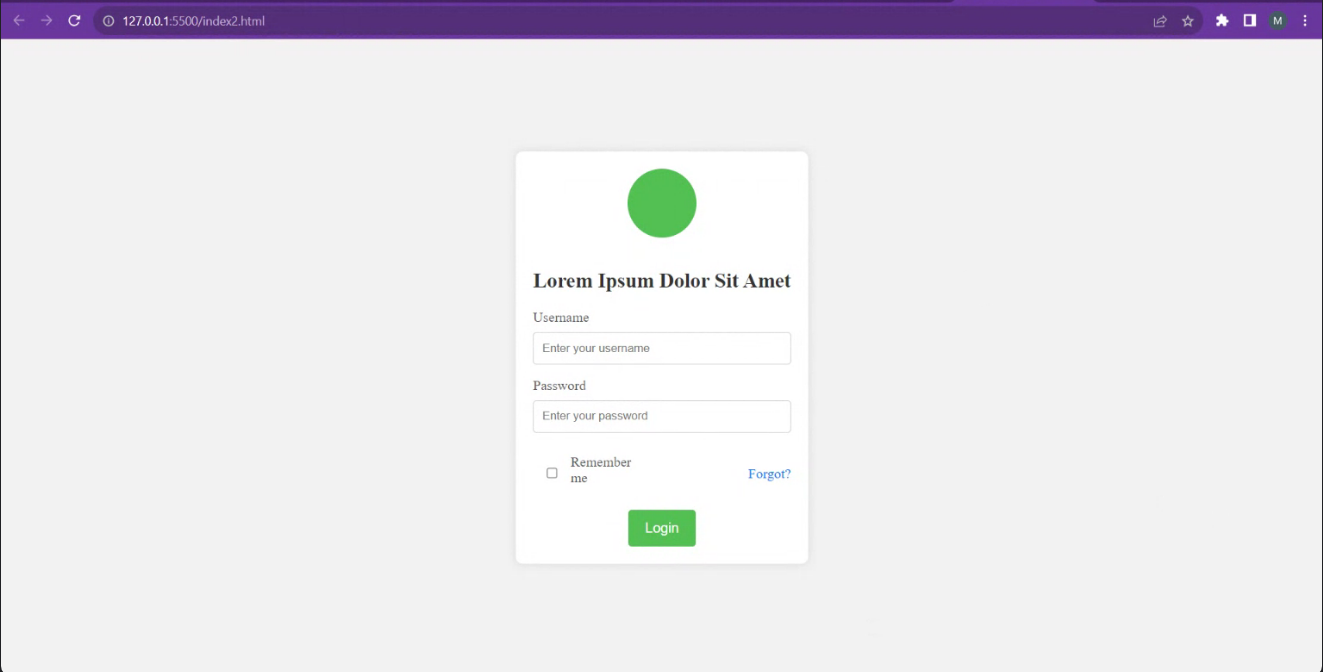 127.0.0.1:5500/index2.html
M
Lorem Ipsum Dolor Sit Amet
Username
Enter your username
Password
Enter your password
Remember
me
Forgot?
Login